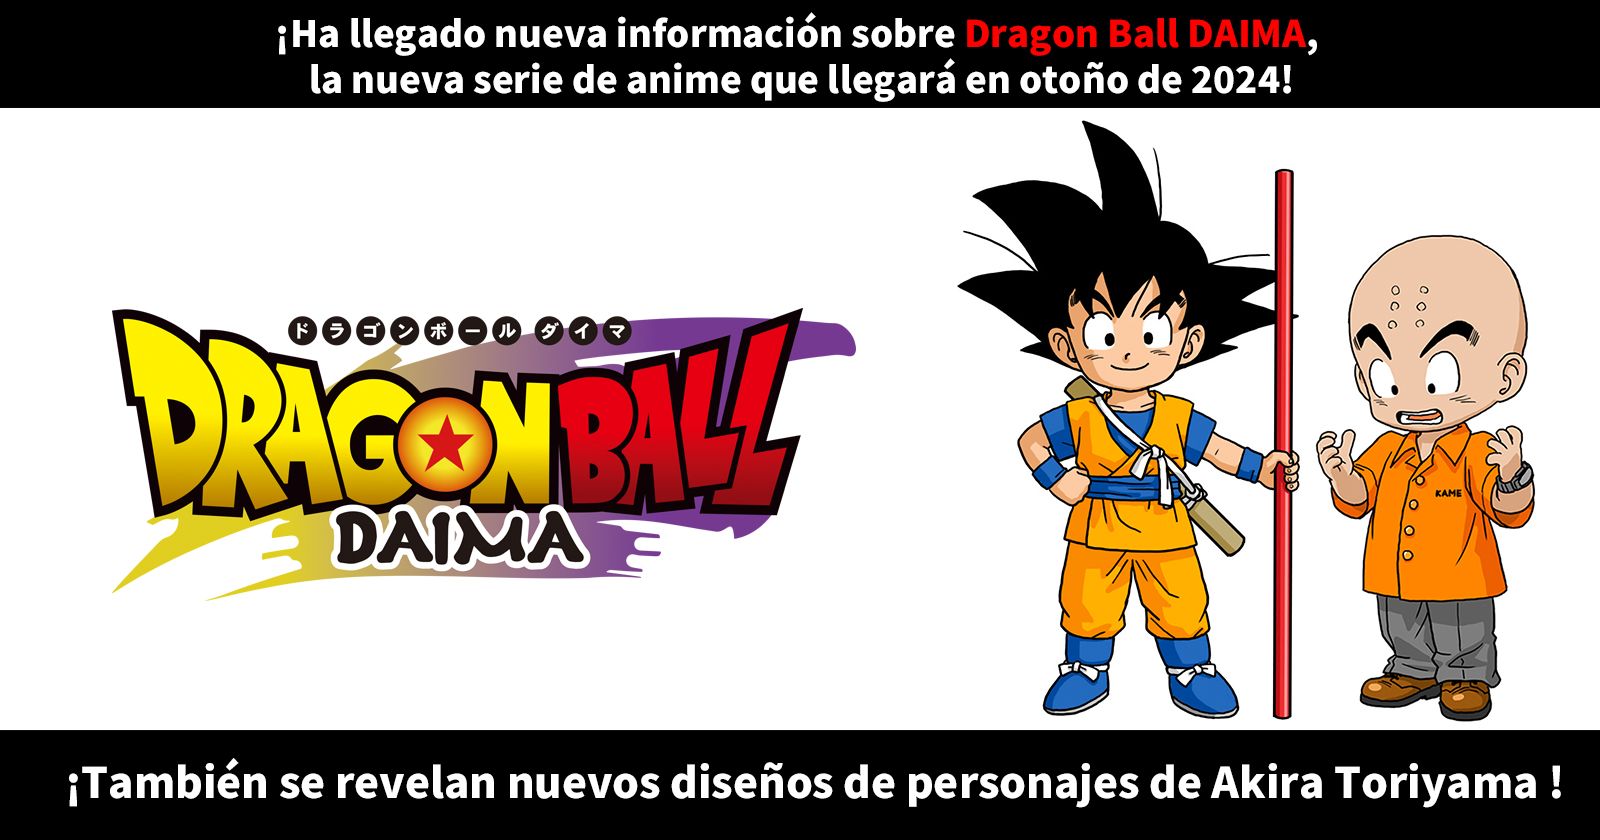 ¡Ha llegado nueva información sobre Dragon Ball DAIMA,
la nueva serie de anime que llegará en otoño de 2024!
ドラゴンボール ダイマ
DRAGON BALL
DAIMA
KAME
¡También se revelan nuevos diseños de personajes de Akira Toriyama !